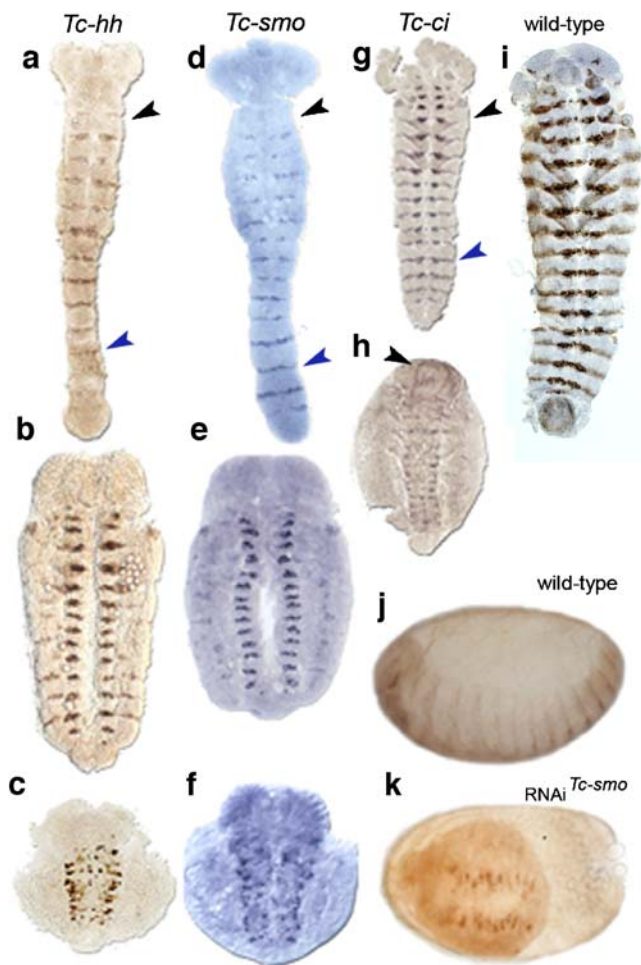 Tc-hh Tc-smo Tc-ci wild-type
a d g i
b e h
wild-type
j
c f k RNAi Tc-smo